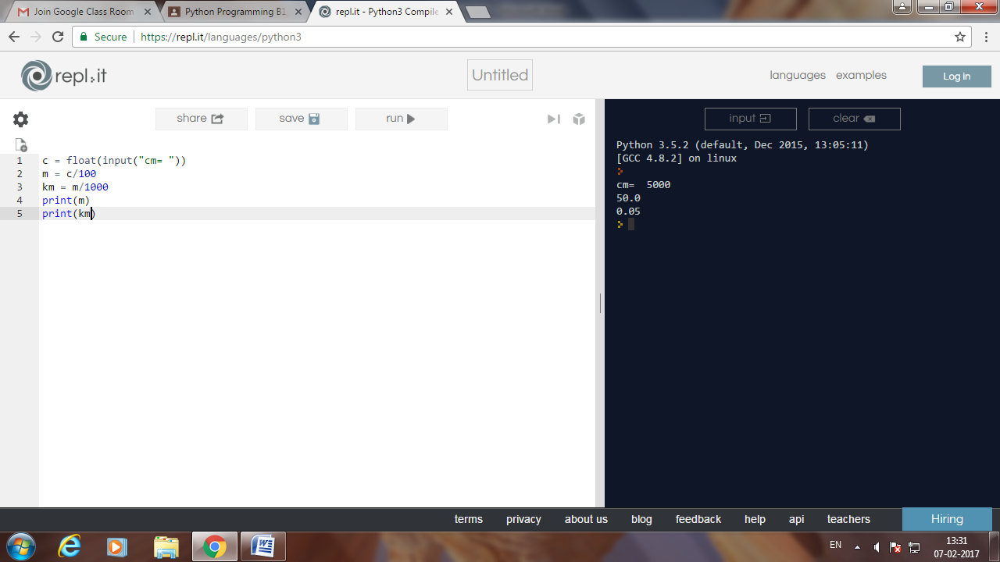 Join Google Class Room
Python Programming B1
repl.it - Python3 Compile
Secure
https://repl.it/languages/python3
repl.it
Untitled
languages
examples
Log in
share
save
run
input
clear
1 c = float(input("cm= "))
2 m = c/100
3 km = m/1000
4 print(m)
5 print(km)
Python 3.5.2 (default, Dec 2015, 13:05:11)
[GCC 4.8.2] on linux
cm=  5000
50.0
0.05
terms
privacy
about us
blog
feedback
help
api
teachers
Hiring
EN
13:31
07-02-2017